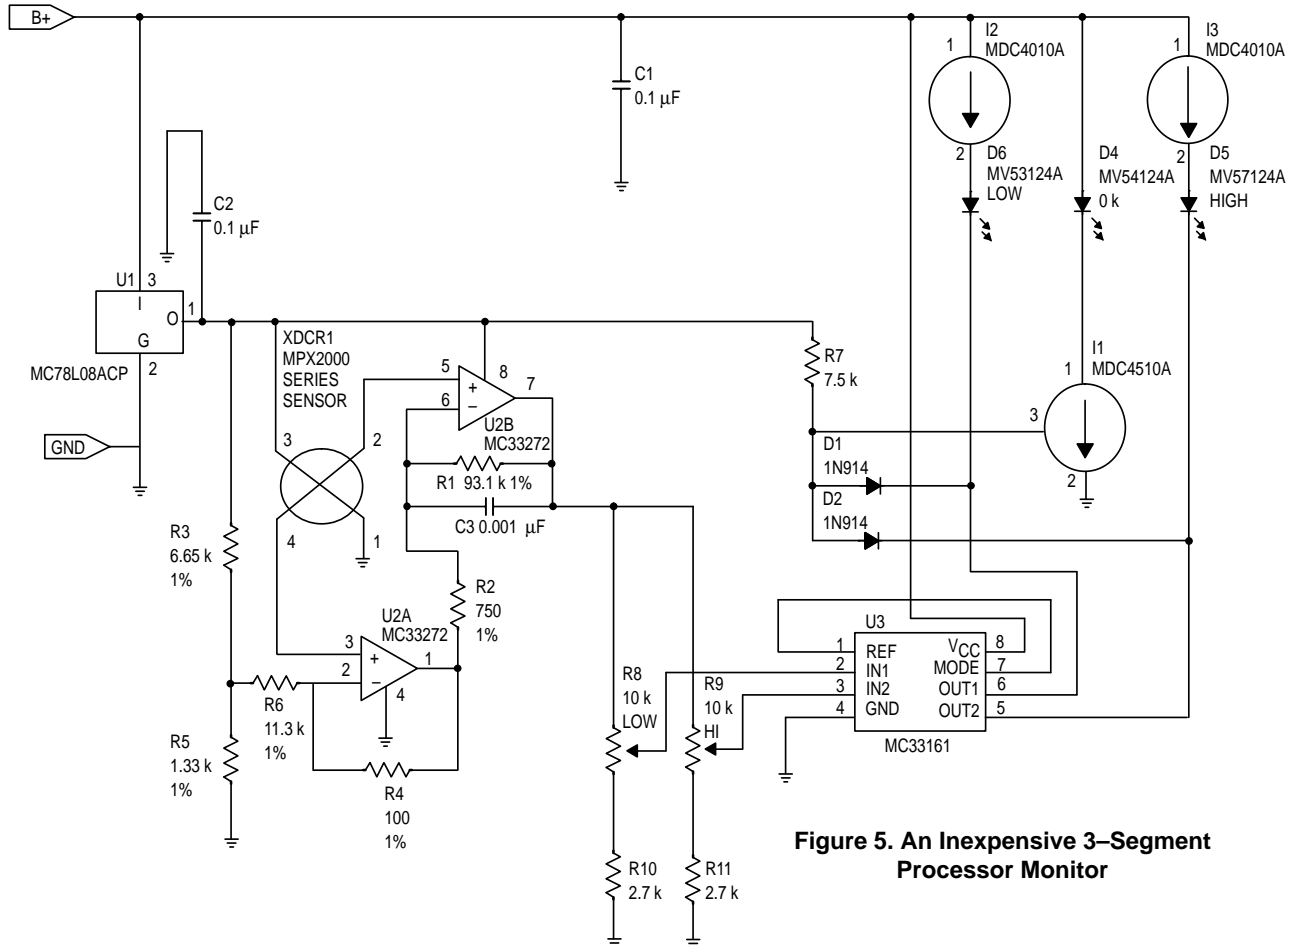 B+
I2
MDC4010A
1
2
D6
MV53124A
LOW
D4
MV54124A
0 k
I3
MDC4010A
1
2
D5
MV57124A
HIGH
C1
0.1 µF
C2
0.1 µF
U1
3
I
O
1
G
2
MC78L08ACP
GND
XDCR1
MPX2000
SERIES
SENSOR
3
2
4
1
5
6
+
–
8
7
U2B
MC33272
R1
93.1 k 1%
C3 0.001 µF
R7
7.5 k
I1
MDC4510A
1
3
2
D1
1N914
D2
1N914
R3
6.65 k
1%
R2
750
1%
U2A
MC33272
3
2
+
–
1
4
R6
11.3 k
1%
R5
1.33 k
1%
R4
100
1%
R8
10 k
LOW
R9
10 k
HI
U3
1 REF VCC 8
2 IN1 MODE 7
3 IN2 OUT1 6
4 GND OUT2 5
MC33161
R10
2.7 k
R11
2.7 k
Figure 5. An Inexpensive 3–Segment
Processor Monitor